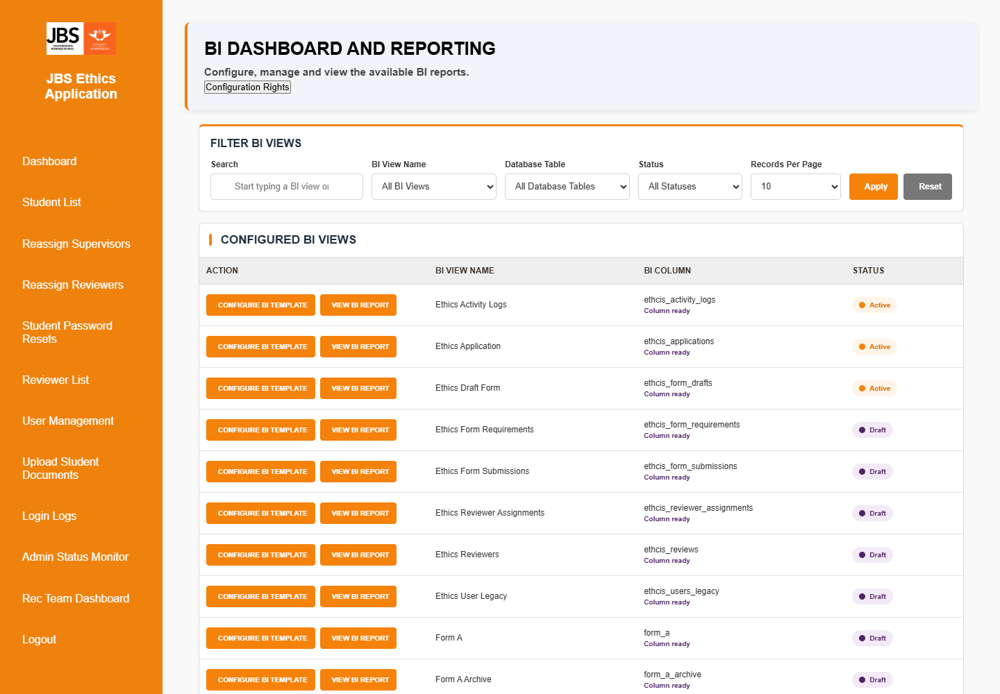 JBS
JOHANNESBURG
BUSINESS SCHOOL
JBS Ethics
Application
Dashboard
Student List
Reassign Supervisors
Reassign Reviewers
Student Password
Resets
Reviewer List
User Management
Upload Student
Documents
Login Logs
Admin Status Monitor
Rec Team Dashboard
Logout
BI DASHBOARD AND REPORTING
Configure, manage and view the available BI reports.
Configuration Rights
FILTER BI VIEWS
Search BI View Name Database Table Status Records Per Page
Start typing a BI view or All BI Views All Database Tables All Statuses 10 Apply Reset
CONFIGURED BI VIEWS
ACTION BI VIEW NAME BI COLUMN STATUS
CONFIGURE BI TEMPLATE VIEW BI REPORT Ethics Activity Logs ethcis_activity_logs Active
Column ready
CONFIGURE BI TEMPLATE VIEW BI REPORT Ethics Application ethcis_applications Active
Column ready
CONFIGURE BI TEMPLATE VIEW BI REPORT Ethics Draft Form ethcis_form_drafts Active
Column ready
CONFIGURE BI TEMPLATE VIEW BI REPORT Ethics Form Requirements ethcis_form_requirements Draft
Column ready
CONFIGURE BI TEMPLATE VIEW BI REPORT Ethics Form Submissions ethcis_form_submissions Draft
Column ready
CONFIGURE BI TEMPLATE VIEW BI REPORT Ethics Reviewer Assignments ethcis_reviewer_assignments Draft
Column ready
CONFIGURE BI TEMPLATE VIEW BI REPORT Ethics Reviewers ethcis_reviews Draft
Column ready
CONFIGURE BI TEMPLATE VIEW BI REPORT Ethics User Legacy ethcis_users_legacy Draft
Column ready
CONFIGURE BI TEMPLATE VIEW BI REPORT Form A form_a Draft
Column ready
CONFIGURE BI TEMPLATE VIEW BI REPORT Form A Archive form_a_archive Draft
Column ready